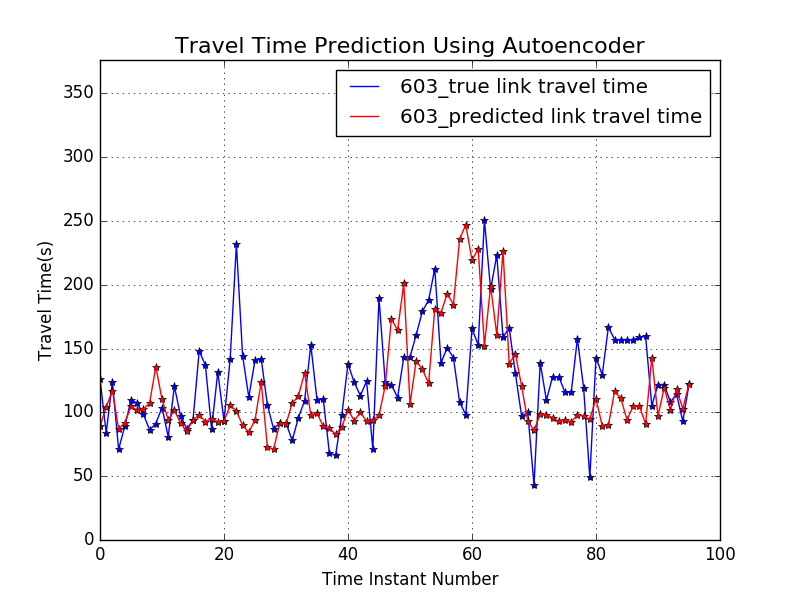 Travel Time Prediction Using Autoencoder
603_true link travel time
603_predicted link travel time
Travel Time(s)
350
300
250
200
150
100
50
0
0 20 40 60 80 100
Time Instant Number